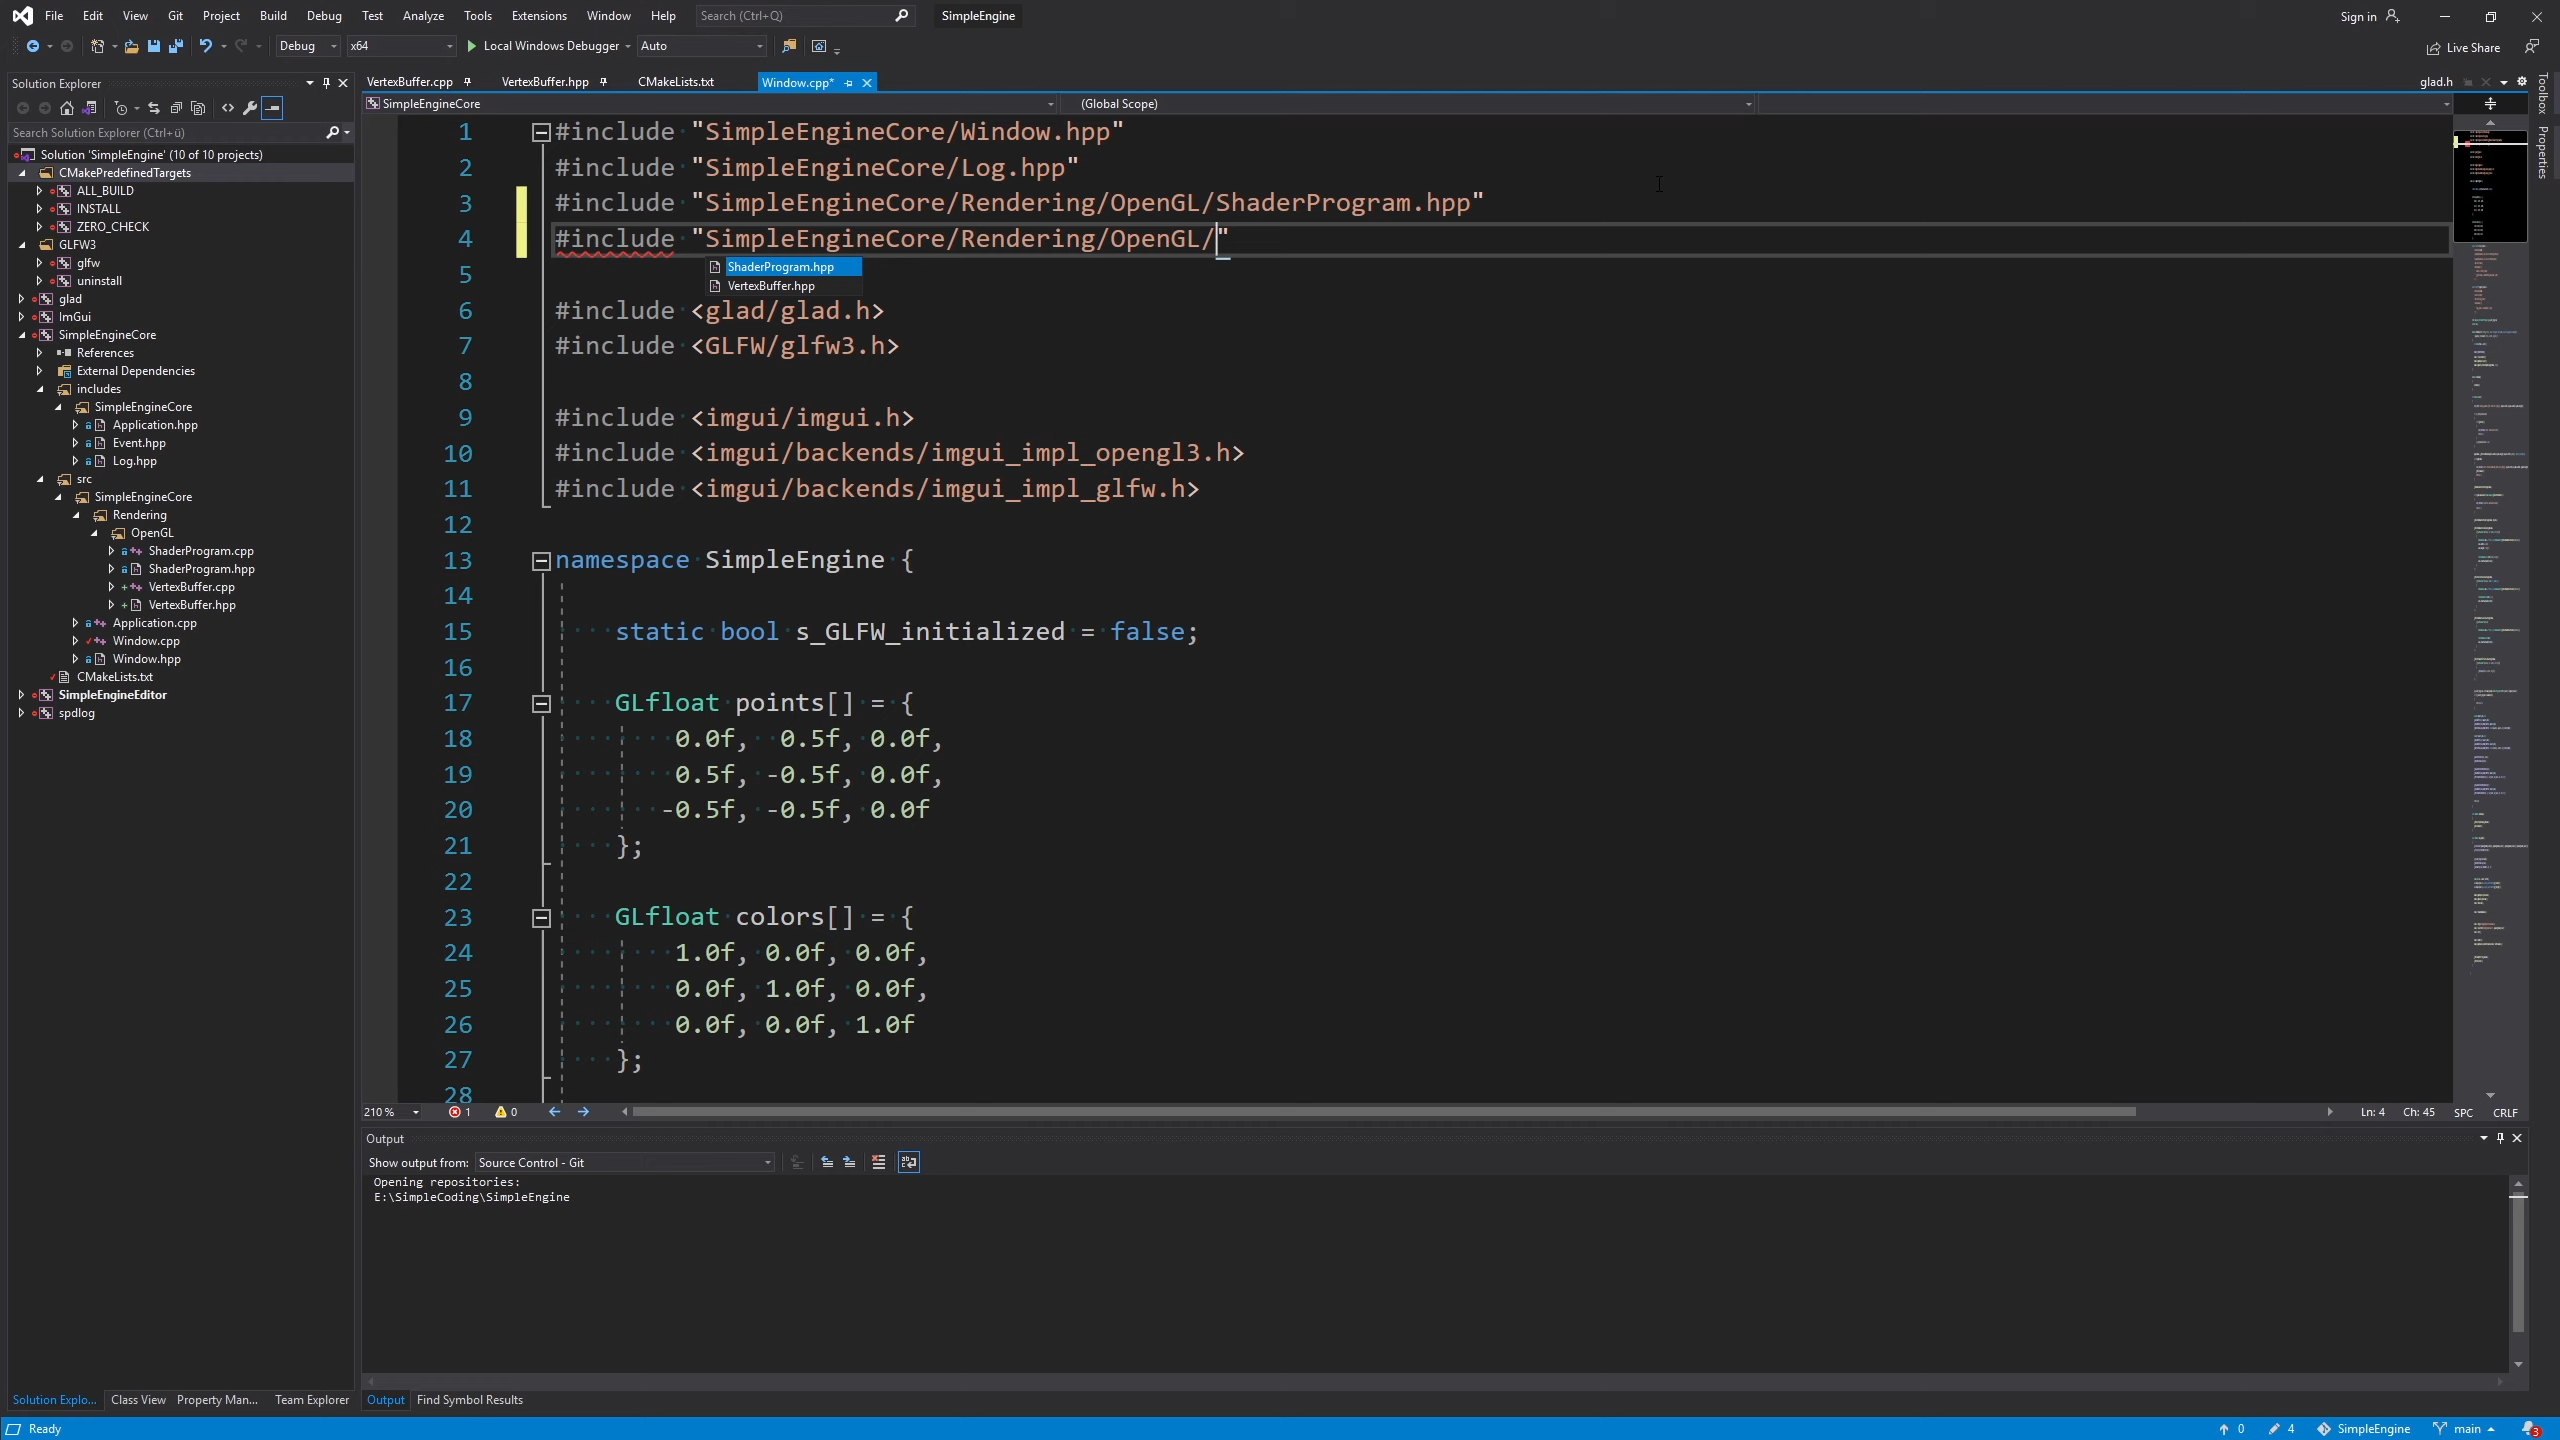 File Edit View Git Project Build Debug Test Analyze Tools Extensions Window Help Search (Ctrl+Q) SimpleEngine Sign in
Debug x64 Local Windows Debugger Auto Live Share
Solution Explorer
Search Solution Explorer (Ctrl+ü)
Solution 'SimpleEngine' (10 of 10 projects)
CMakePredefinedTargets
ALL_BUILD
INSTALL
ZERO_CHECK
GLFW3
glfw
uninstall
glad
ImGui
SimpleEngineCore
References
External Dependencies
includes
SimpleEngineCore
Application.hpp
Event.hpp
Log.hpp
src
SimpleEngineCore
Rendering
OpenGL
ShaderProgram.cpp
ShaderProgram.hpp
VertexBuffer.cpp
VertexBuffer.hpp
Application.cpp
Window.cpp
Window.hpp
CMakeLists.txt
SimpleEngineEditor
spdlog
Solution Explo... Class View Property Man... Team Explorer
VertexBuffer.cpp VertexBuffer.hpp CMakeLists.txt Window.cpp* glad.h
SimpleEngineCore (Global Scope)
1 #include "SimpleEngineCore/Window.hpp"
2 #include "SimpleEngineCore/Log.hpp"
3 #include "SimpleEngineCore/Rendering/OpenGL/ShaderProgram.hpp"
4 #include "SimpleEngineCore/Rendering/OpenGL/"
ShaderProgram.hpp
5
VertexBuffer.hpp
6 #include <glad/glad.h>
7 #include <GLFW/glfw3.h>
8
9 #include <imgui/imgui.h>
10 #include <imgui/backends/imgui_impl_opengl3.h>
11 #include <imgui/backends/imgui_impl_glfw.h>
12
13 namespace SimpleEngine {
14
15 static bool s_GLFW_initialized = false;
16
17 GLfloat points[] = {
18 0.0f, 0.5f, 0.0f,
19 0.5f, -0.5f, 0.0f,
20 -0.5f, -0.5f, 0.0f
21 };
22
23 GLfloat colors[] = {
24 1.0f, 0.0f, 0.0f,
25 0.0f, 1.0f, 0.0f,
26 0.0f, 0.0f, 1.0f
27 };
28
210 % 1 0 Ln: 4 Ch: 45 SPC CRLF
Output
Show output from: Source Control - Git
Opening repositories:
E:\SimpleCoding\SimpleEngine
Output Find Symbol Results
Toolbox
Properties
Ready 0 4 SimpleEngine main 3